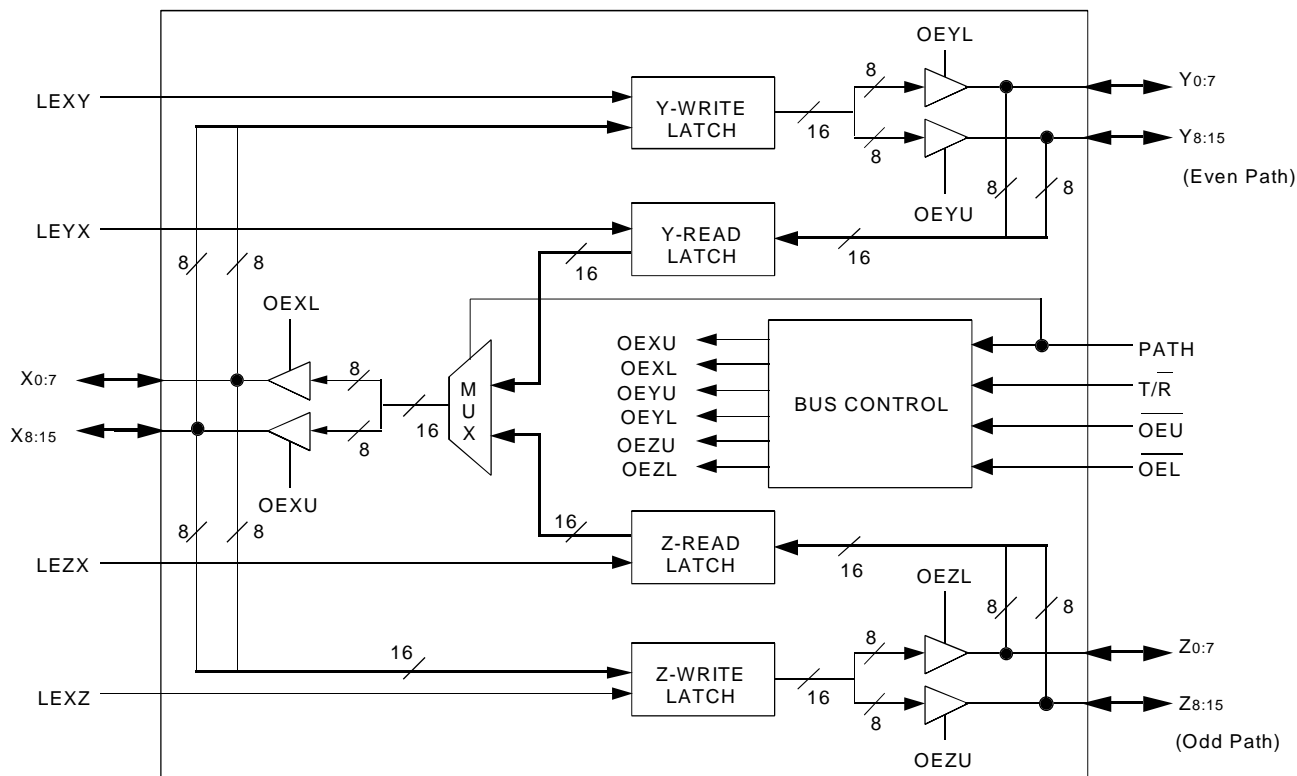 OEYL
8
LEXY
Y-WRITE
LATCH
16
8
Y0:7
Y8:15
(Even Path)
OEYU
8
8
LEYX
Y-READ
LATCH
16
16
8
8
OEXL
X0:7
X8:15
8
8
16
OEXU
M
U
X
OEXU
OEXL
OEYU
OEYL
OEZU
OEZL
BUS CONTROL
PATH
T/R̅
O̅E̅U̅
O̅E̅L̅
8
8
16
LEZX
Z-READ
LATCH
16
OEZL
8
8
8
Z0:7
16
Z-WRITE
LATCH
16
LEXZ
8
Z8:15
(Odd Path)
OEZU